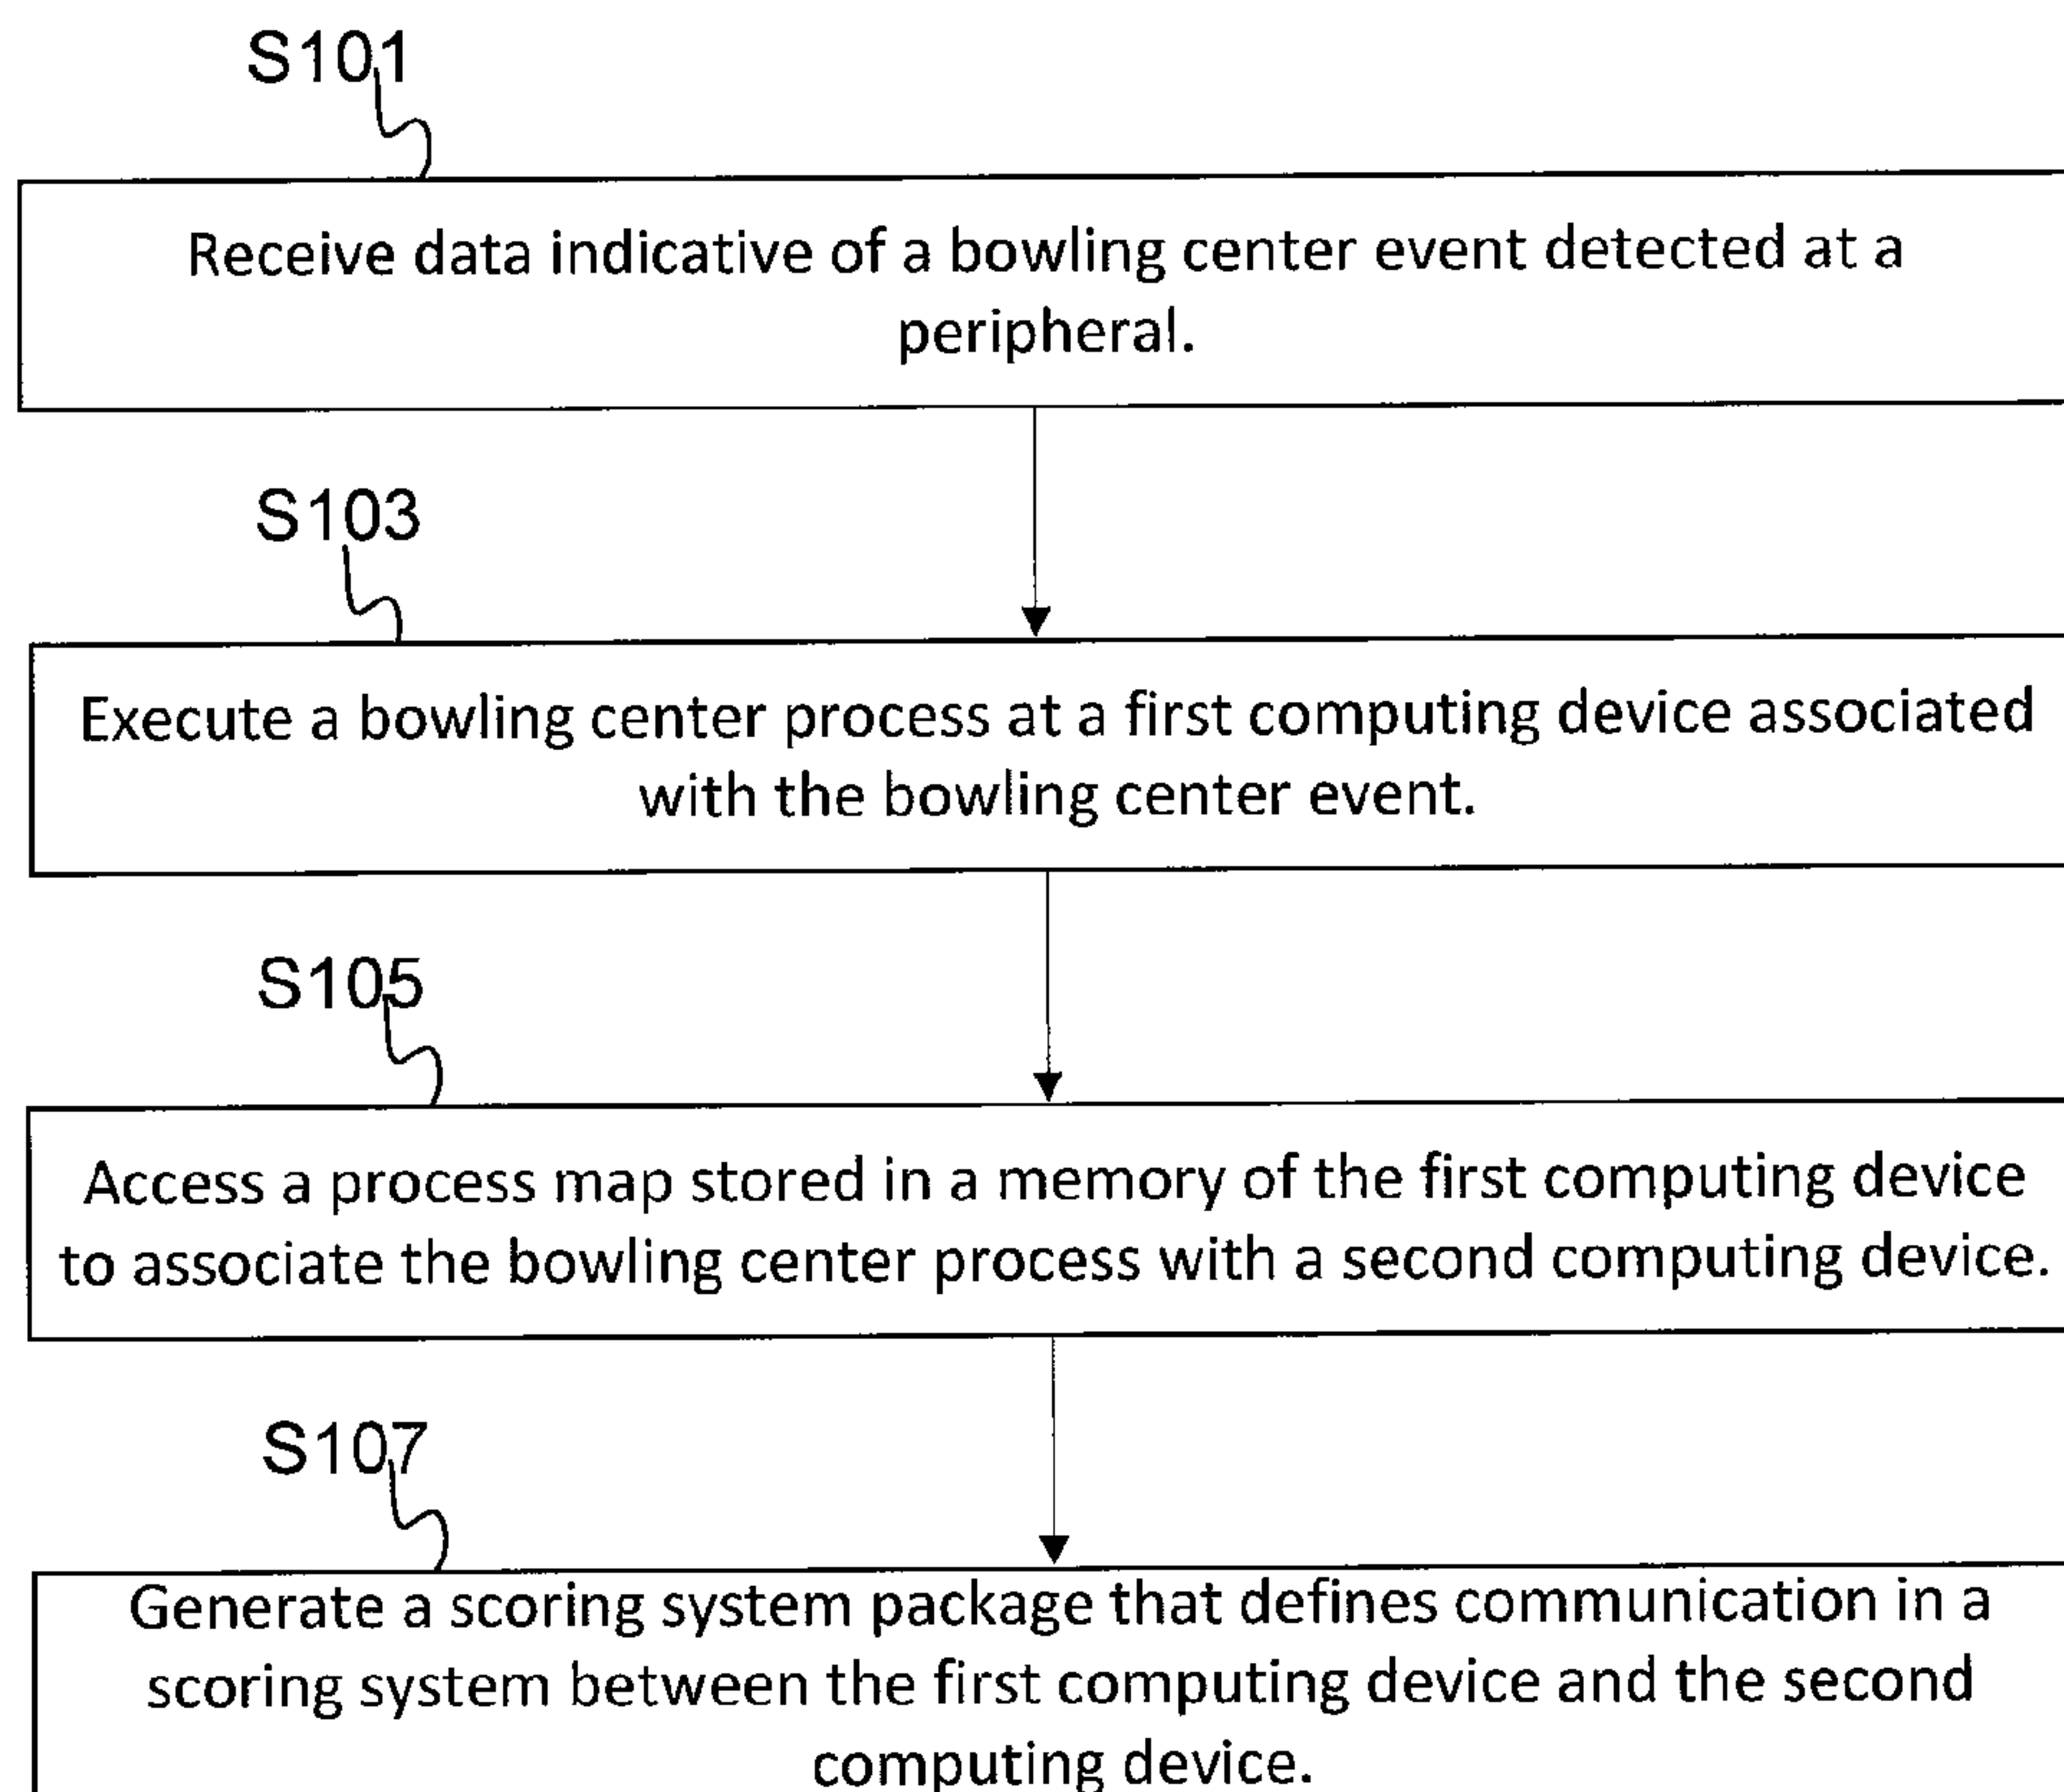 S101
Receive data indicative of a bowling center event detected at a
peripheral.
S103
Execute a bowling center process at a first computing device associated
with the bowling center event.
S105
Access a process map stored in a memory of the first computing device
to associate the bowling center process with a second computing device.
S107
Generate a scoring system package that defines communication in a
scoring system between the first computing device and the second
computing device.